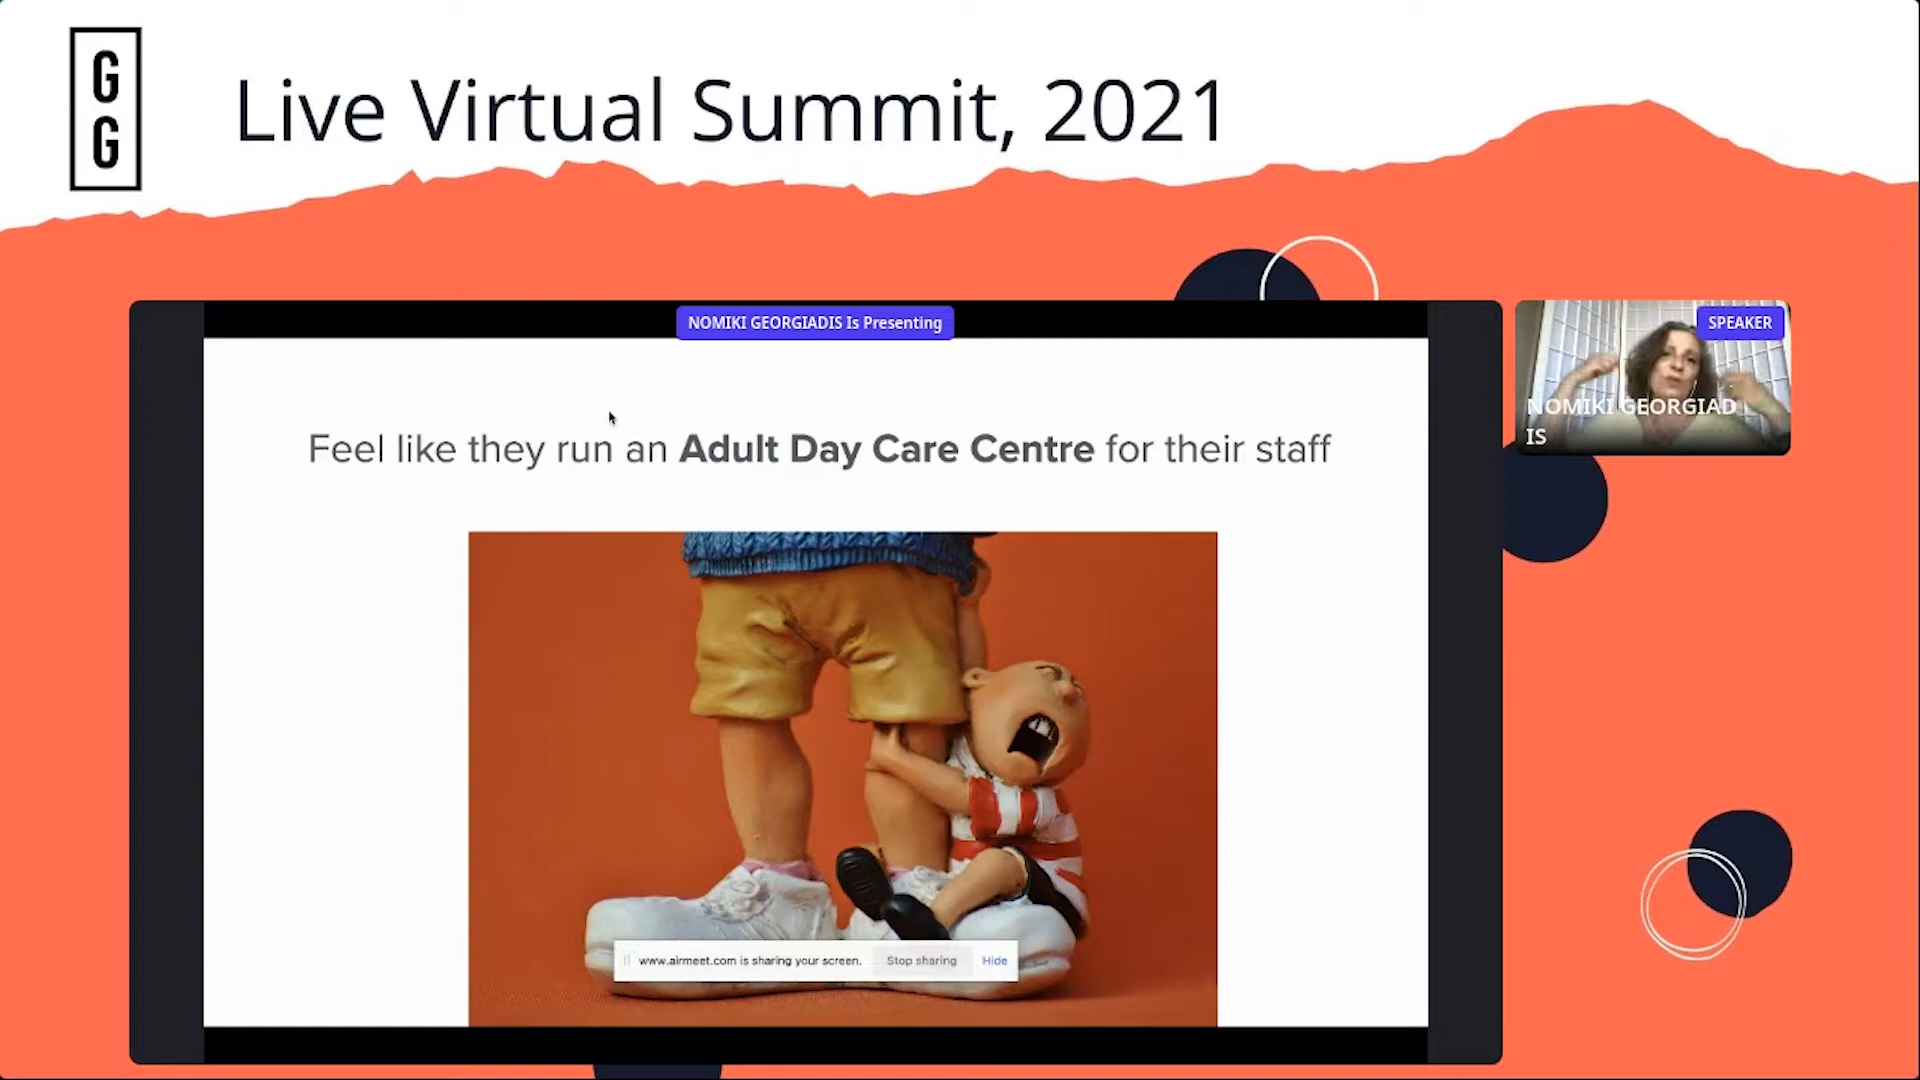 G
G
Live Virtual Summit, 2021
NOMIKI GEORGIADIS Is Presenting
SPEAKER
NOMIKI GEORGIAD
IS
Feel like they run an Adult Day Care Centre for their staff
www.airmeet.com is sharing your screen. Stop sharing Hide